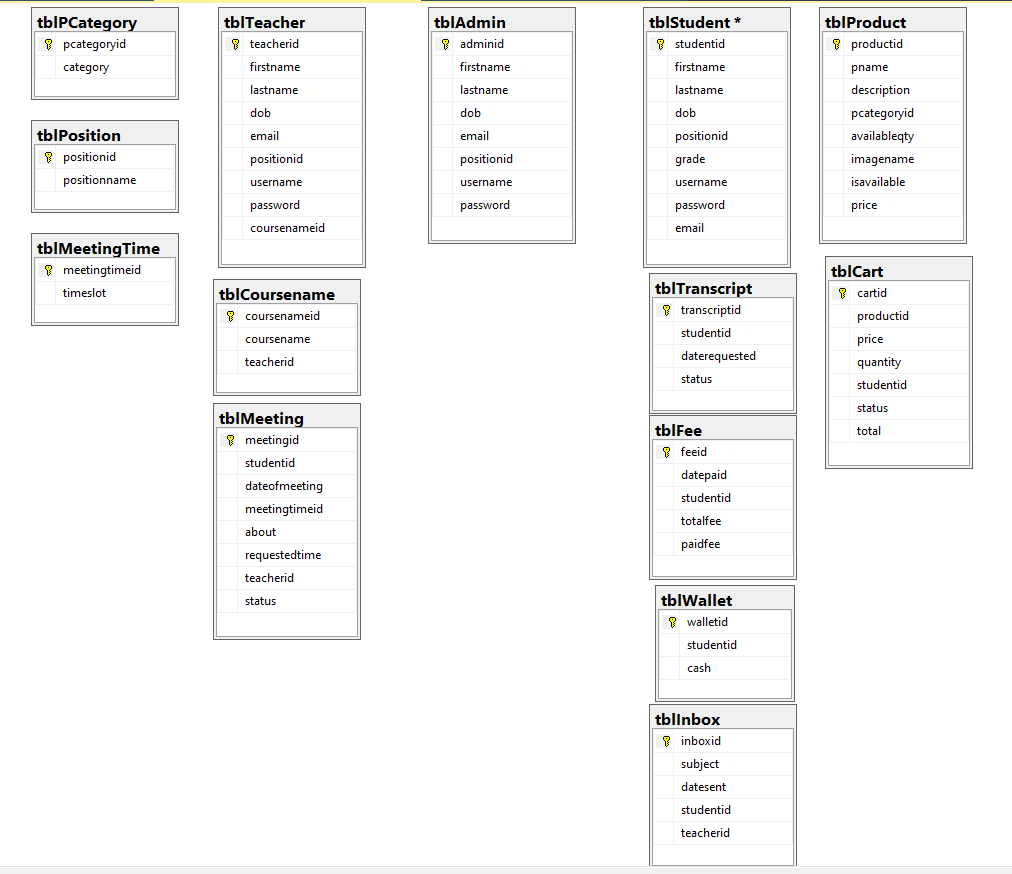 tblPCategory
pcategoryid
category
tblPosition
positionid
positionname
tblMeetingTime
meetingtimeid
timeslot
tblTeacher
teacherid
firstname
lastname
dob
email
positionid
username
password
coursenameid
tblCoursename
coursenameid
coursename
teacherid
tblMeeting
meetingid
studentid
dateofmeeting
meetingtimeid
about
requestedtime
teacherid
status
tblAdmin
adminid
firstname
lastname
dob
email
positionid
username
password
tblStudent *
studentid
firstname
lastname
dob
positionid
grade
username
password
email
tblTranscript
transcriptid
studentid
daterequested
status
tblFee
feeid
datepaid
studentid
totalfee
paidfee
tblWallet
walletid
studentid
cash
tblInbox
inboxid
subject
datesent
studentid
teacherid
tblProduct
productid
pname
description
pcategoryid
availableqty
imagename
isavailable
price
tblCart
cartid
productid
price
quantity
studentid
status
total